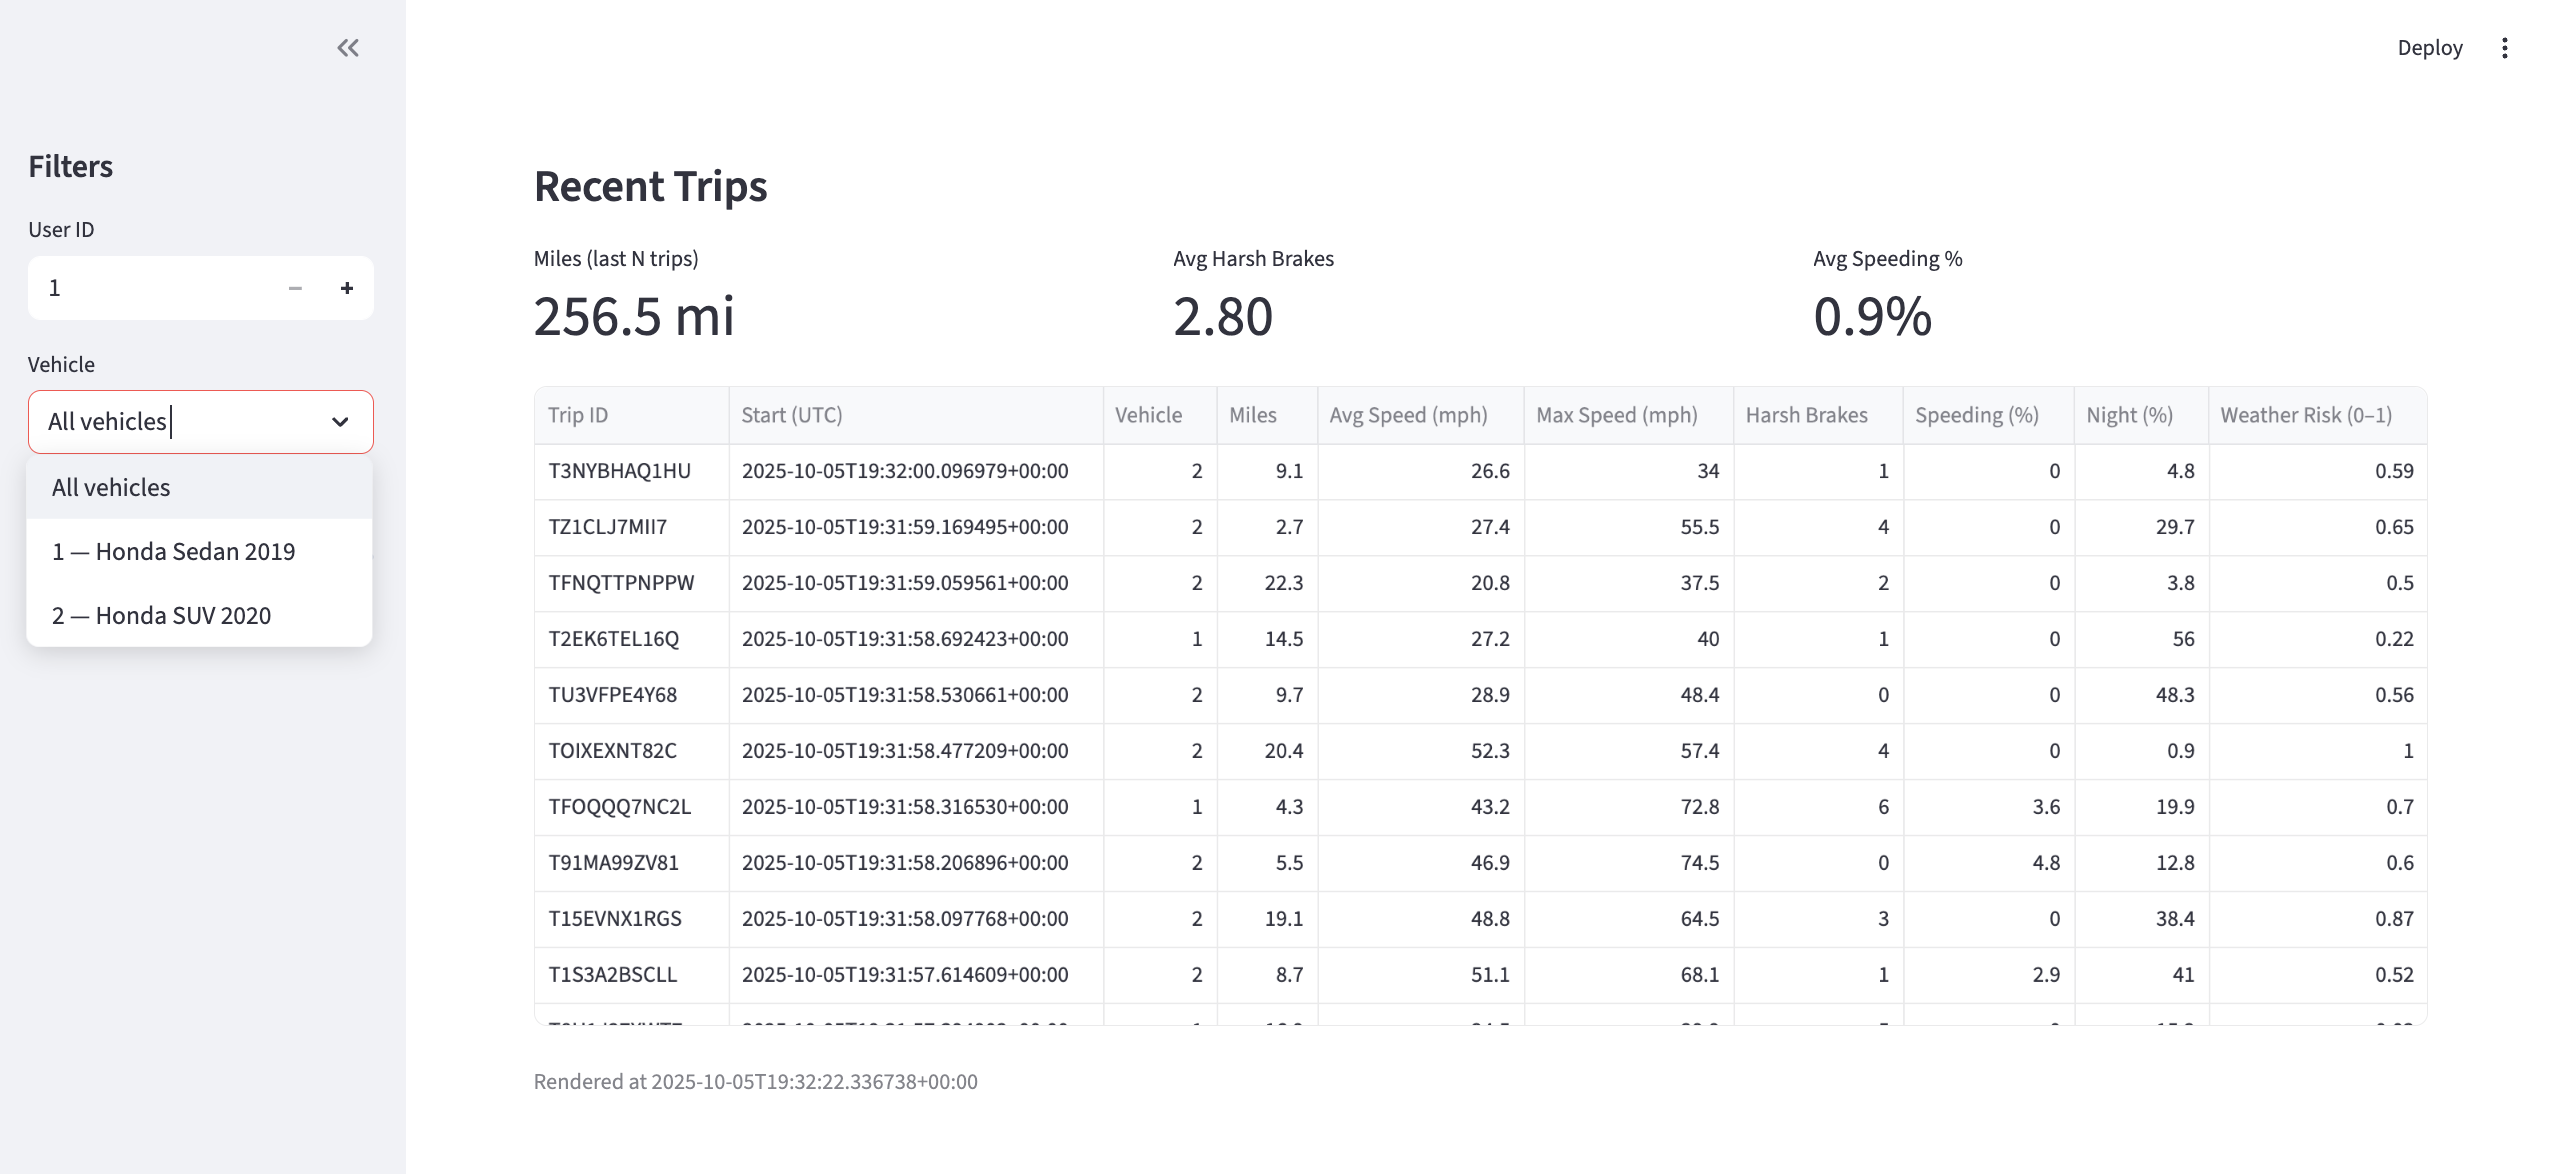 Deploy
Filters
User ID
1
Vehicle
All vehicles
All vehicles
1 — Honda Sedan 2019
2 — Honda SUV 2020
Recent Trips
Miles (last N trips) Avg Harsh Brakes Avg Speeding %
256.5 mi 2.80 0.9%
Trip ID Start (UTC) Vehicle Miles Avg Speed (mph) Max Speed (mph) Harsh Brakes Speeding (%) Night (%) Weather Risk (0–1)
T3NYBHAQ1HU 2025-10-05T19:32:00.096979+00:00 2 9.1 26.6 34 1 0 4.8 0.59
TZ1CLJ7MII7 2025-10-05T19:31:59.169495+00:00 2 2.7 27.4 55.5 4 0 29.7 0.65
TFNQTTPNPPW 2025-10-05T19:31:59.059561+00:00 2 22.3 20.8 37.5 2 0 3.8 0.5
T2EK6TEL16Q 2025-10-05T19:31:58.692423+00:00 1 14.5 27.2 40 1 0 56 0.22
TU3VFPE4Y68 2025-10-05T19:31:58.530661+00:00 2 9.7 28.9 48.4 0 0 48.3 0.56
TOIXEXNT82C 2025-10-05T19:31:58.477209+00:00 2 20.4 52.3 57.4 4 0 0.9 1
TFOQQQ7NC2L 2025-10-05T19:31:58.316530+00:00 1 4.3 43.2 72.8 6 3.6 19.9 0.7
T91MA99ZV81 2025-10-05T19:31:58.206896+00:00 2 5.5 46.9 74.5 0 4.8 12.8 0.6
T15EVNX1RGS 2025-10-05T19:31:58.097768+00:00 2 19.1 48.8 64.5 3 0 38.4 0.87
T1S3A2BSCLL 2025-10-05T19:31:57.614609+00:00 2 8.7 51.1 68.1 1 2.9 41 0.52
Rendered at 2025-10-05T19:32:22.336738+00:00